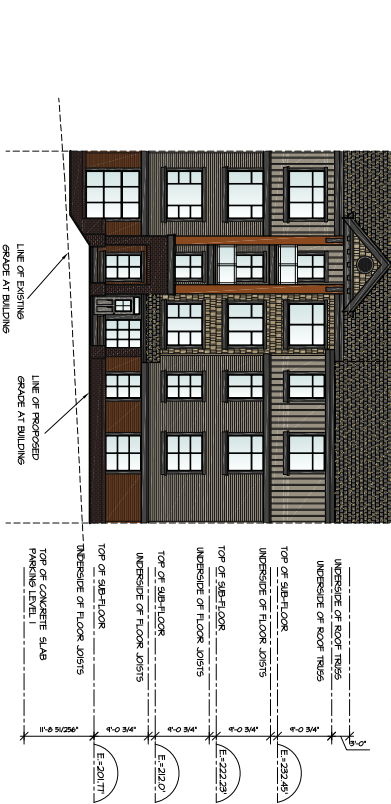 UNDERSIDE OF ROOF TRUSS
UNDERSIDE OF ROOF TRUSS
9'-0 3/4"
TOP OF SUB-FLOOR
E.=232.45'
UNDERSIDE OF FLOOR JOISTS
9'-0 3/4"
TOP OF SUB-FLOOR
E.=222.23'
UNDERSIDE OF FLOOR JOISTS
9'-0 3/4"
TOP OF SUB-FLOOR
E.=212.0'
UNDERSIDE OF FLOOR JOISTS
9'-0 3/4"
TOP OF SUB-FLOOR
E.=201.77'
UNDERSIDE OF FLOOR JOISTS
11'-8 51/256"
TOP OF CONCRETE SLAB
PARKING LEVEL 1
LINE OF EXISTING
GRADE AT BUILDING
LINE OF PROPOSED
GRADE AT BUILDING